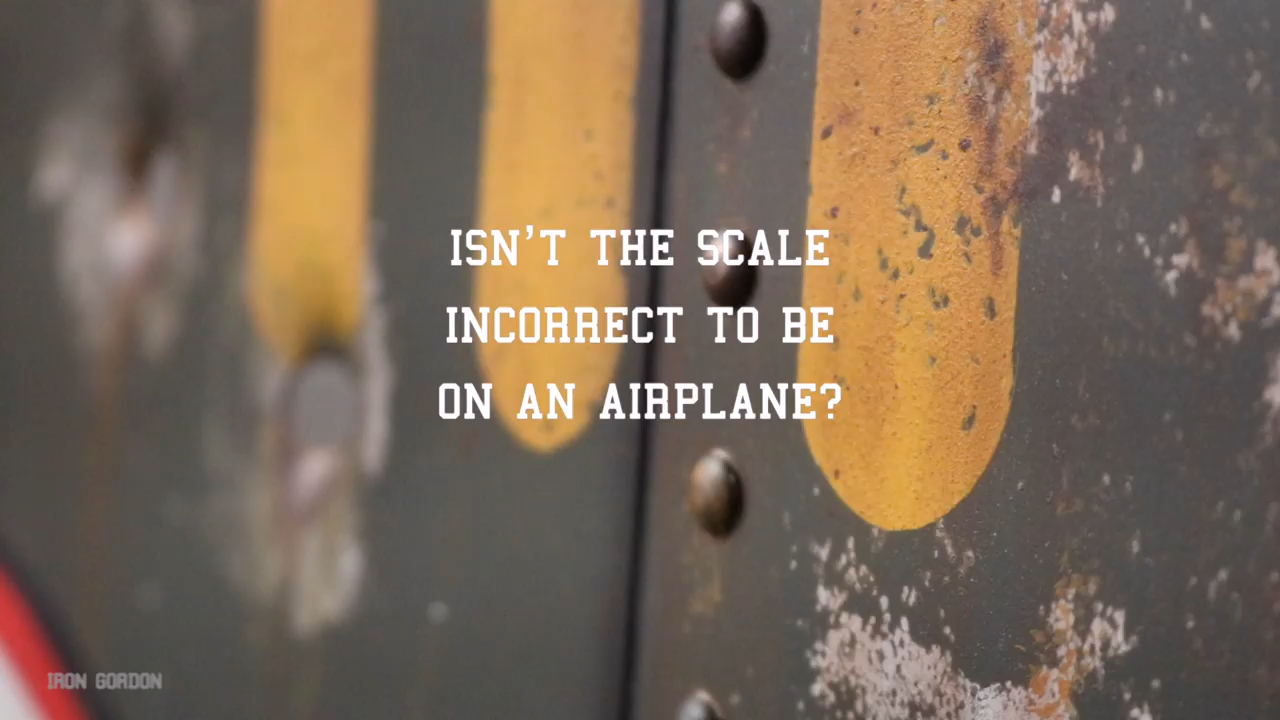 ISN’T THE SCALE
INCORRECT TO BE
ON AN AIRPLANE?
IRON GORDON